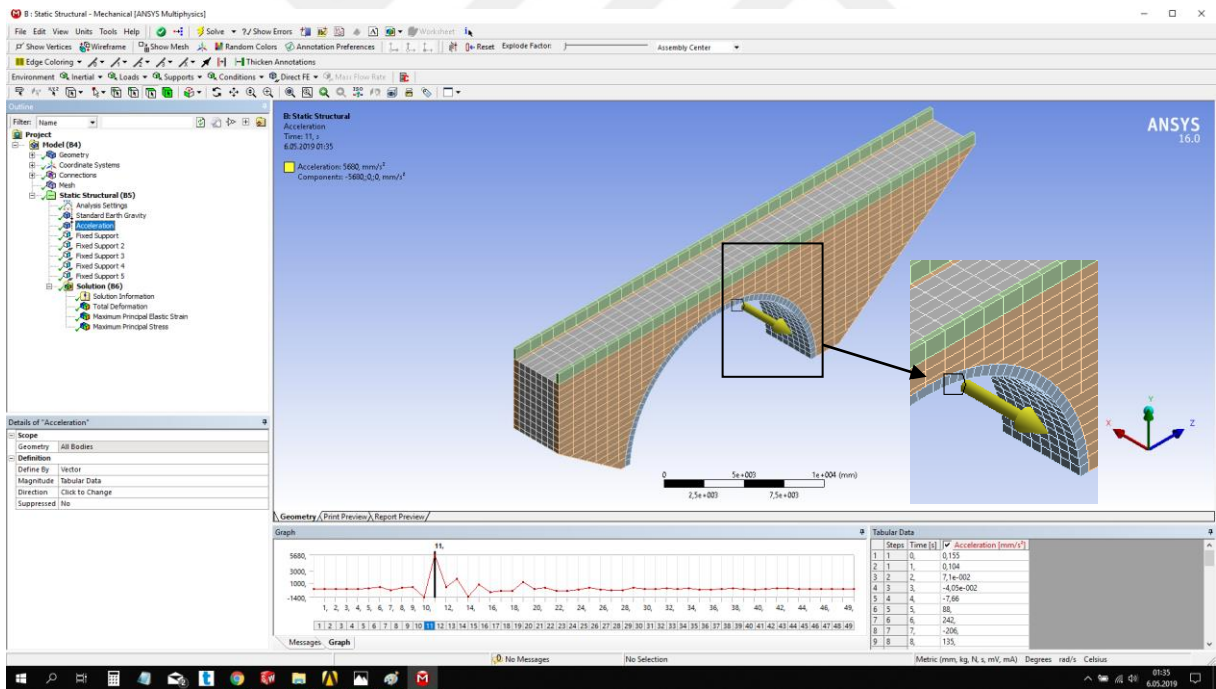 B : Static Structural - Mechanical [ANSYS Multiphysics]
File Edit View Units Tools Help Solve ?/ Show Errors Worksheet
Show Vertices Wireframe Show Mesh Random Colors Annotation Preferences Reset Explode Factor: Assembly Center
Edge Coloring Thicken Annotations
Environment Inertial Loads Supports Conditions Direct FE Mass Flow Rate
Outline
Filter: Name
Project
Model (B4)
Geometry
Coordinate Systems
Connections
Mesh
Static Structural (B5)
Analysis Settings
Standard Earth Gravity
Acceleration
Fixed Support
Fixed Support 2
Fixed Support 3
Fixed Support 4
Fixed Support 5
Solution (B6)
Solution Information
Total Deformation
Maximum Principal Elastic Strain
Maximum Principal Stress
Details of "Acceleration"
Scope
Geometry All Bodies
Definition
Define By Vector
Magnitude Tabular Data
Direction Click to Change
Suppressed No
B: Static Structural
Acceleration
Time: 11, s
6.05.2019 01:35
Acceleration: 5680, mm/s²
Components: -5680,;0,;0, mm/s²
ANSYS
16.0
Y
X Z
0 5e+003 1e+004 (mm)
2,5e+003 7,5e+003
Geometry Print Preview Report Preview
Graph
11,
5680,
3000,
1000,
-1400,
1, 2, 3, 4, 5, 6, 7, 8, 9, 10, 12, 14, 16, 18, 20, 22, 24, 26, 28, 30, 32, 34, 36, 38, 40, 42, 44, 46, 49,
1 2 3 4 5 6 7 8 9 10 11 12 13 14 15 16 17 18 19 20 21 22 23 24 25 26 27 28 29 30 31 32 33 34 35 36 37 38 39 40 41 42 43 44 45 46 47 48 49
Messages Graph
Tabular Data
Steps Time [s] Acceleration [mm/s²]
1 1 0, 0,155
2 1 1, 0,104
3 2 2, 7,1e-002
4 3 3, -4,05e-002
5 4 4, -7,66
6 5 5, 88,
7 6 6, 242,
8 7 7, -206,
9 8 8, 135,
No Messages No Selection Metric (mm, kg, N, s, mV, mA) Degrees rad/s Celsius
01:35
6.05.2019